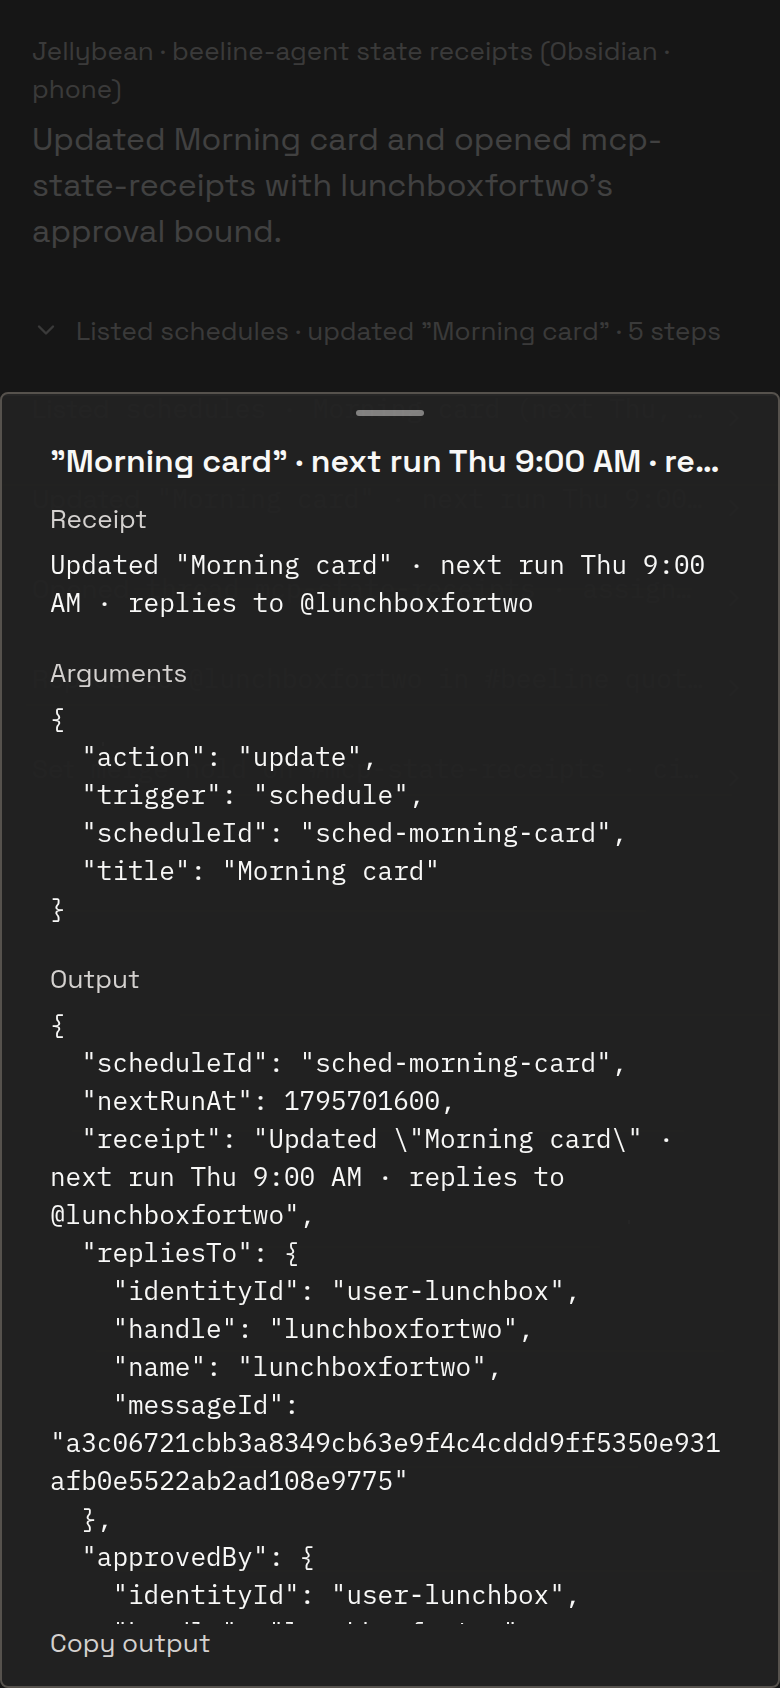 Jellybean · beeline-agent state receipts (Obsidian ·
phone)
Updated Morning card and opened mcp-
state-receipts with lunchboxfortwo's
approval bound.
Listed schedules · updated "Morning card" · 5 steps
"Morning card" · next run Thu 9:00 AM · re...
Receipt
Updated "Morning card" · next run Thu 9:00
AM · replies to @lunchboxfortwo
Arguments
{
"action": "update",
"trigger": "schedule",
"scheduleId": "sched-morning-card",
"title": "Morning card"
}
Output
{
"scheduleId": "sched-morning-card",
"nextRunAt": 1795701600,
"receipt": "Updated \"Morning card\" ·
next run Thu 9:00 AM · replies to
@lunchboxfortwo",
"repliesTo": {
"identityId": "user-lunchbox",
"handle": "lunchboxfortwo",
"name": "lunchboxfortwo",
"messageId":
"a3c06721cbb3a8349cb63e9f4c4cddd9ff5350e931
afb0e5522ab2ad108e9775"
},
"approvedBy": {
"identityId": "user-lunchbox",
Copy output